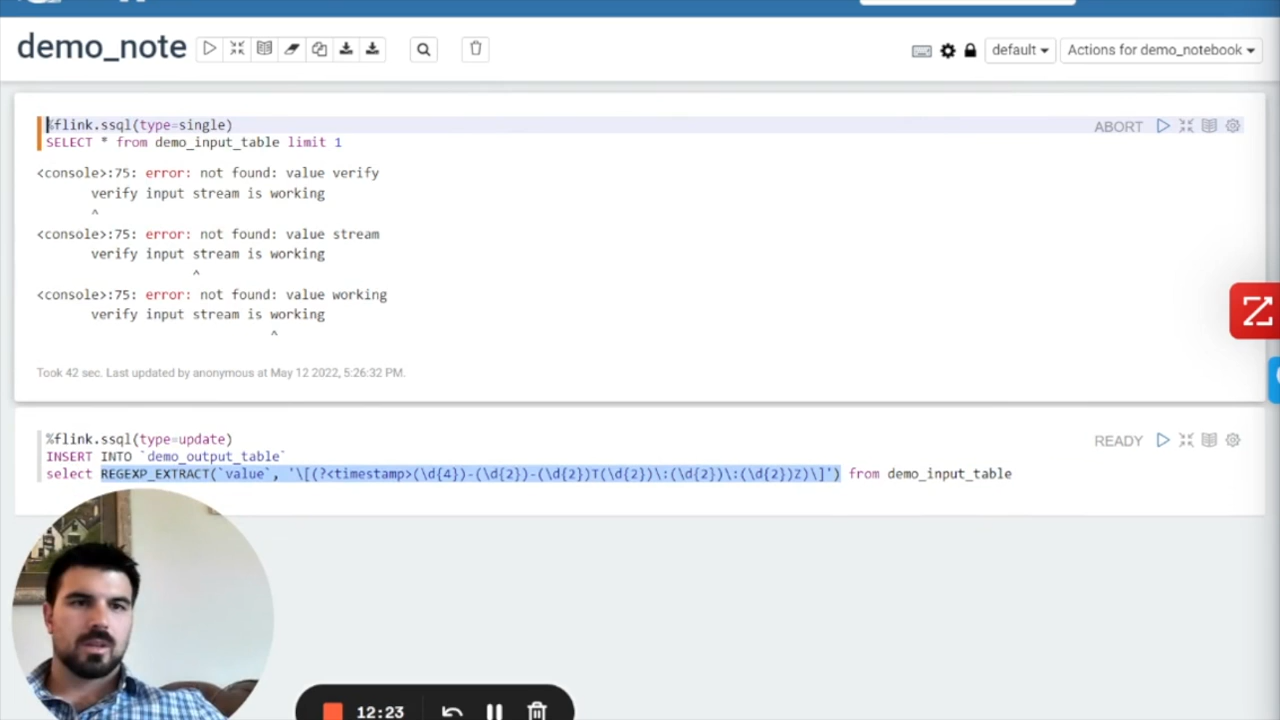 demo_note
default
Actions for demo_notebook
%flink.ssql(type=single)
ABORT
SELECT * from demo_input_table limit 1
<console>:75: error: not found: value verify
verify input stream is working
^
<console>:75: error: not found: value stream
verify input stream is working
^
<console>:75: error: not found: value working
verify input stream is working
^
Took 42 sec. Last updated by anonymous at May 12 2022, 5:26:32 PM.
%flink.ssql(type=update)
READY
INSERT INTO `demo_output_table`
select REGEXP_EXTRACT(`value`, '\[(?<timestamp>(\d{4})-(\d{2})-(\d{2})T(\d{2})\:(\d{2})\:(\d{2})Z)\]') from demo_input_table
12:23